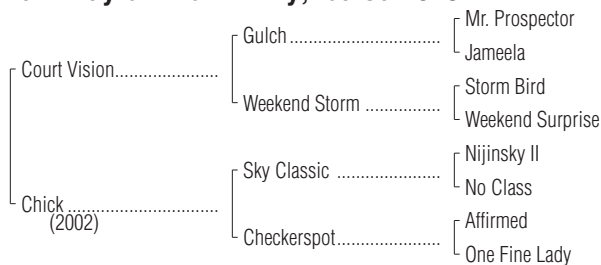 Mr. Prospector
Gulch
Jameela
Court Vision
Storm Bird
Weekend Storm
Weekend Surprise
Nijinsky II
Sky Classic
No Class
Chick
(2002)
Affirmed
Checkerspot
One Fine Lady